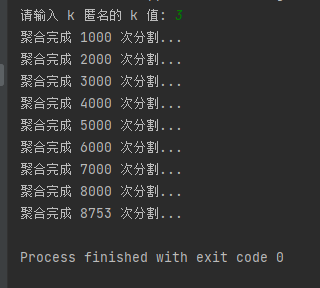 请输入 k 匿名的 k 值: 3
聚合完成 1000 次分割...
聚合完成 2000 次分割...
聚合完成 3000 次分割...
聚合完成 4000 次分割...
聚合完成 5000 次分割...
聚合完成 6000 次分割...
聚合完成 7000 次分割...
聚合完成 8000 次分割...
聚合完成 8753 次分割...
Process finished with exit code 0